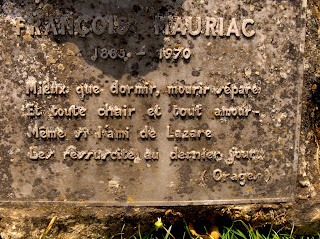 FRANÇOIS MAURIAC
1885 - 1970
Mieux que dormir, mourir sépare
Et toute chair et tout amour
Même si l'ami de Lazare
Les ressuscite au dernier jour.
(Orages)